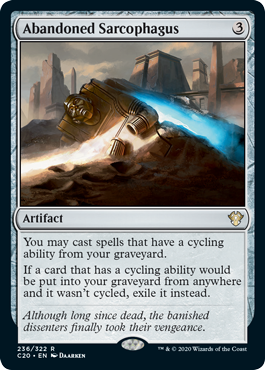 Abandoned Sarcophagus 3
Artifact
You may cast spells that have a cycling
ability from your graveyard.
If a card that has a cycling ability would
be put into your graveyard from anywhere
and it wasn't cycled, exile it instead.
Although long since dead, the banished
dissenters finally took their vengeance.
236/322 R
C20 • EN Daarken
™ & © 2020 Wizards of the Coast